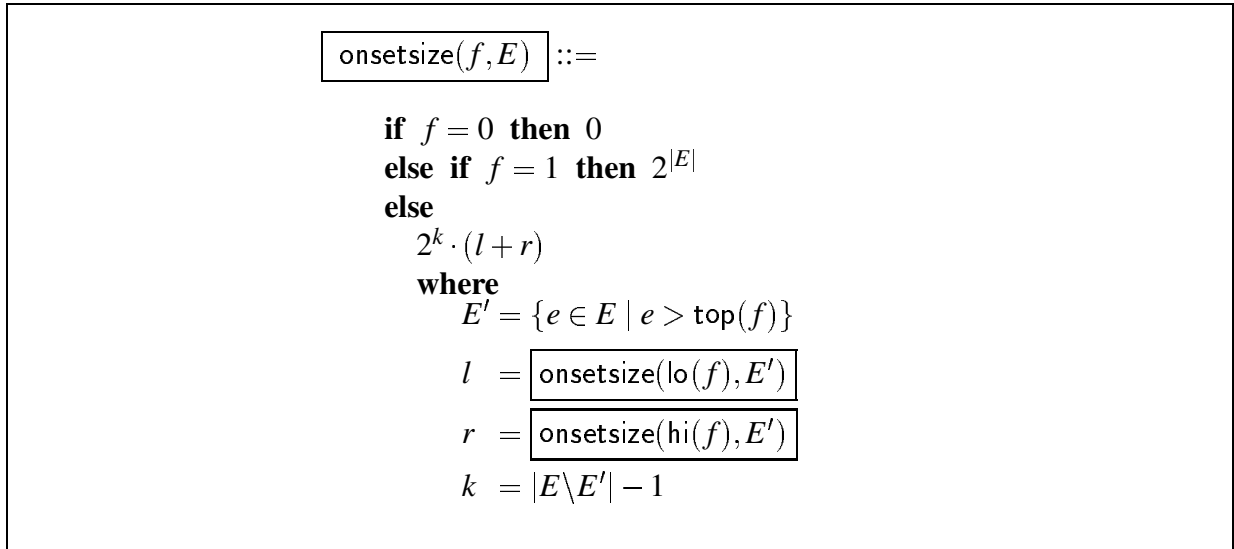 onsetsize(f,E) ::=
if f = 0 then 0
else if f = 1 then 2^{|E|}
else
2^k · (l + r)
where
E′ = {e ∈ E | e > top(f)}
l = onsetsize(lo(f),E′)
r = onsetsize(hi(f),E′)
k = |E\E′| − 1